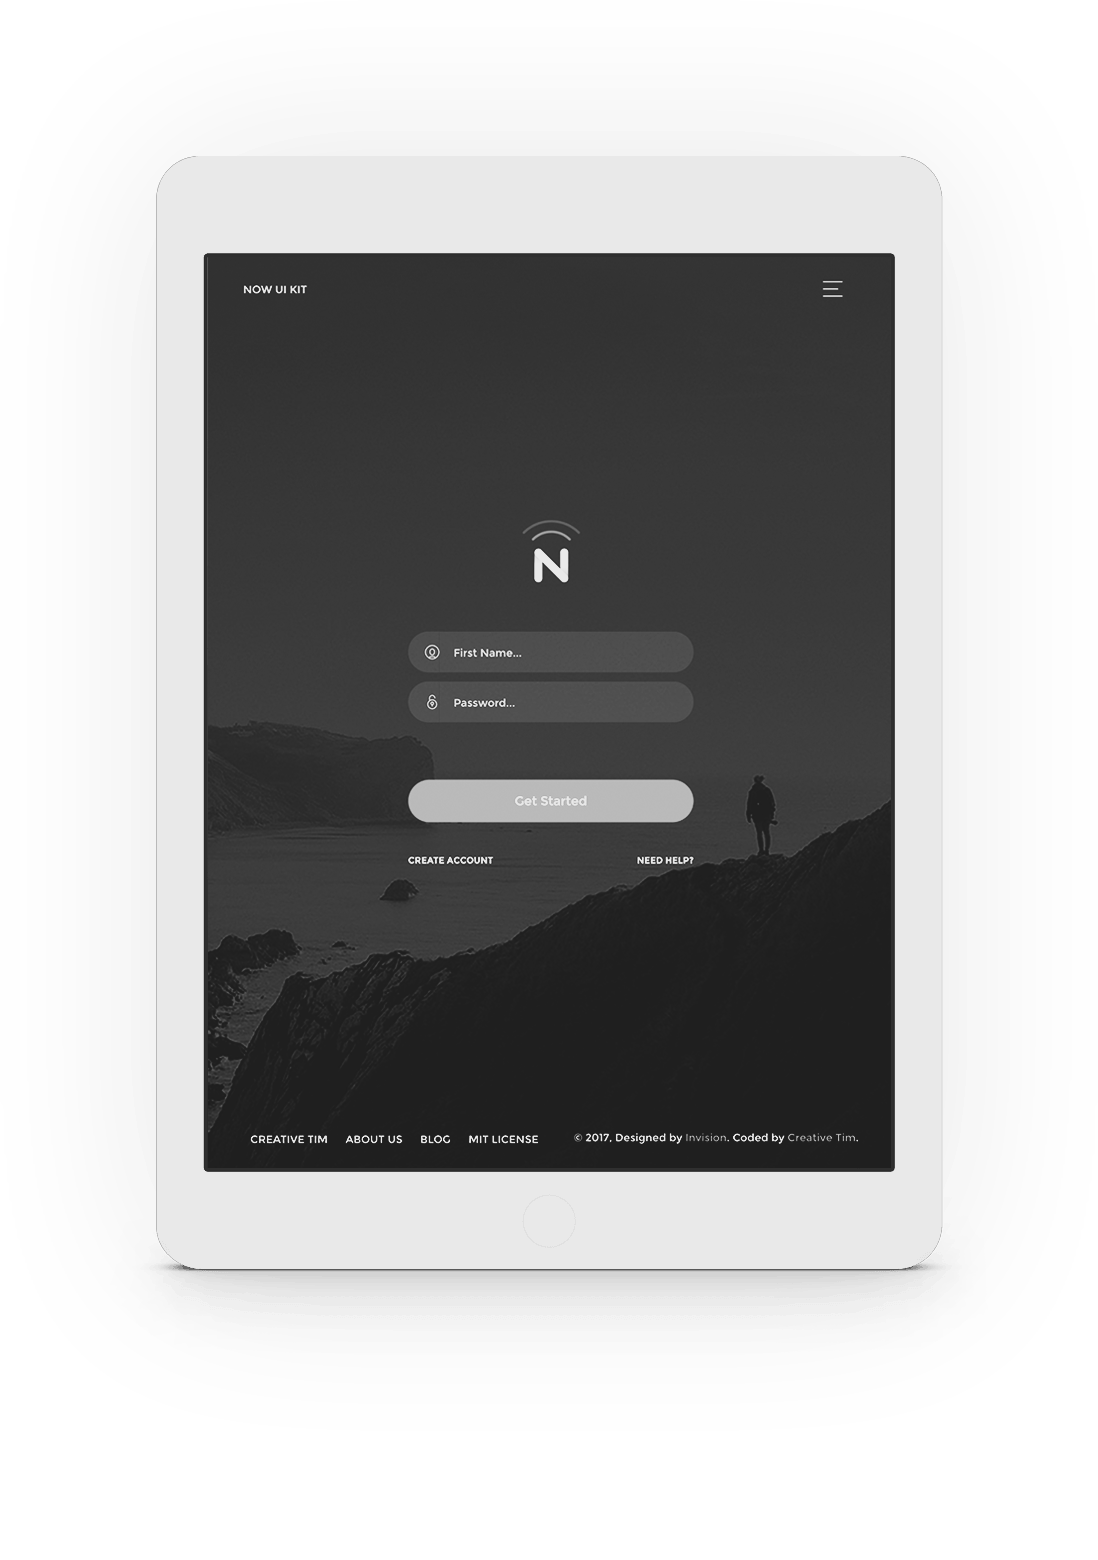 NOW UI KIT
N
First Name...
Password...
Get Started
CREATE ACCOUNT NEED HELP?
CREATIVE TIM ABOUT US BLOG MIT LICENSE © 2017, Designed by Invision. Coded by Creative Tim.